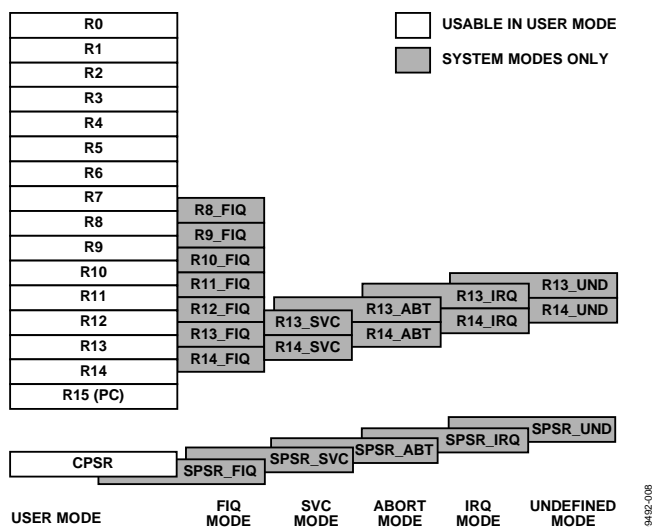 R0
R1
R2
R3
R4
R5
R6
R7
R8
R9
R10
R11
R12
R13
R14
R15 (PC)
R8_FIQ
R9_FIQ
R10_FIQ
R11_FIQ
R12_FIQ
R13_FIQ
R14_FIQ
R13_SVC
R14_SVC
R13_ABT
R14_ABT
R13_IRQ
R14_IRQ
R13_UND
R14_UND
USABLE IN USER MODE
SYSTEM MODES ONLY
CPSR
SPSR_FIQ
SPSR_SVC
SPSR_ABT
SPSR_IRQ
SPSR_UND
USER MODE
FIQ
MODE
SVC
MODE
ABORT
MODE
IRQ
MODE
UNDEFINED
MODE
9492-008